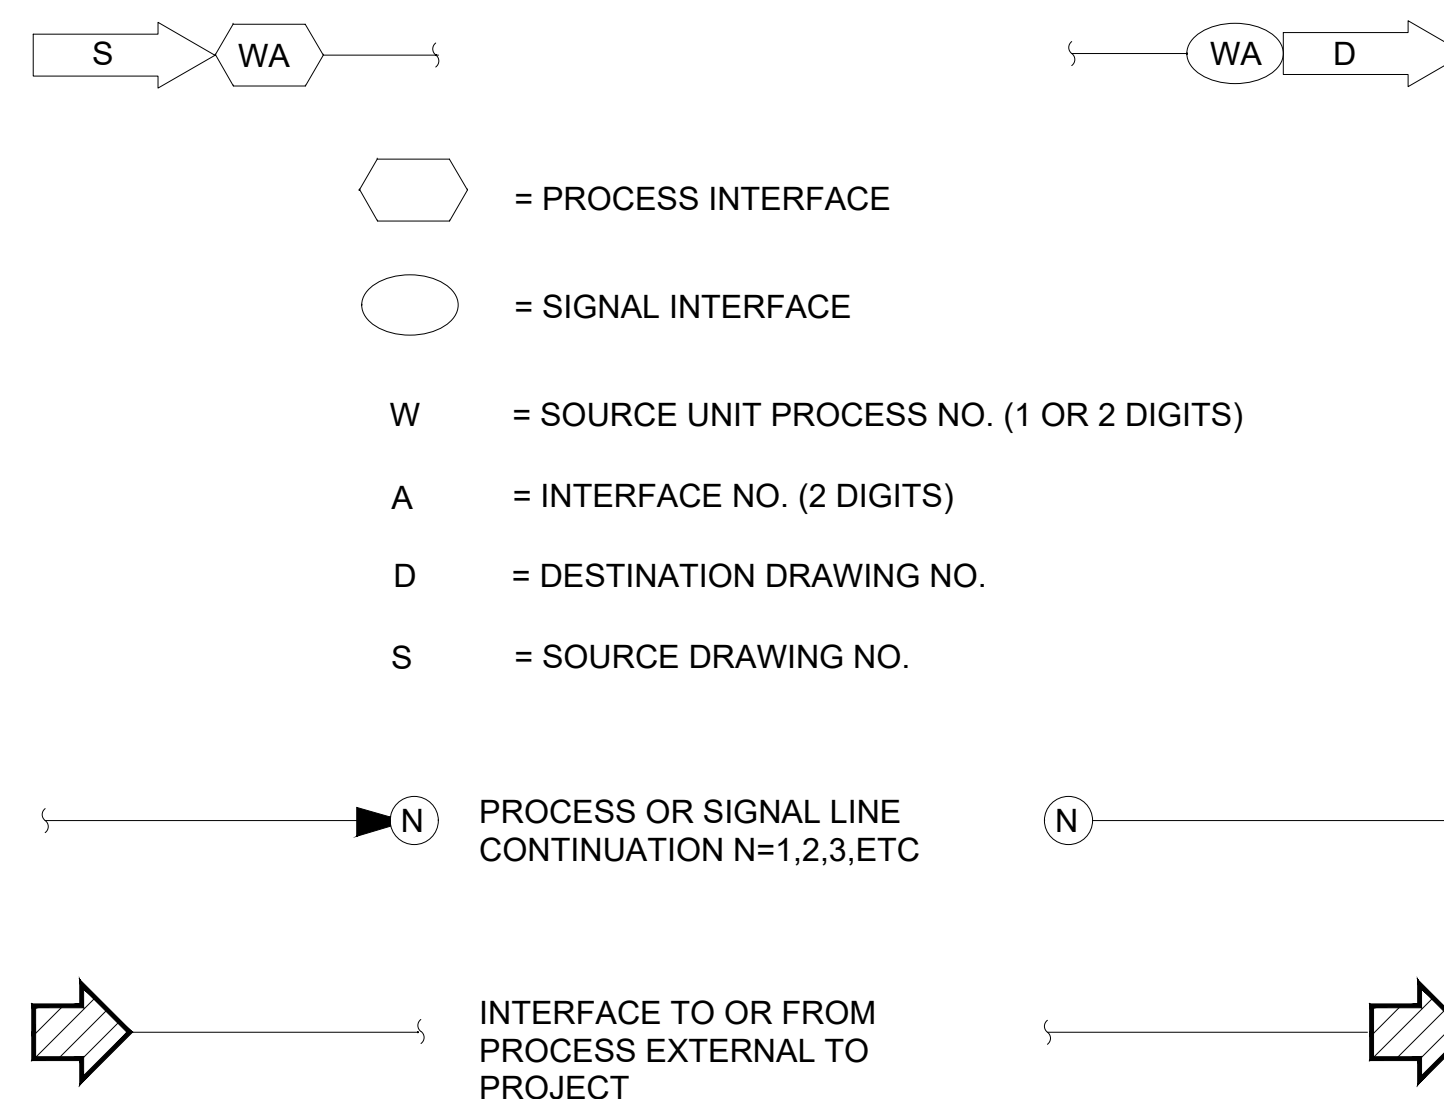 S WA WA D
= PROCESS INTERFACE
= SIGNAL INTERFACE
W = SOURCE UNIT PROCESS NO. (1 OR 2 DIGITS)
A = INTERFACE NO. (2 DIGITS)
D = DESTINATION DRAWING NO.
S = SOURCE DRAWING NO.
N PROCESS OR SIGNAL LINE N
CONTINUATION N=1,2,3,ETC
INTERFACE TO OR FROM
PROCESS EXTERNAL TO
PROJECT